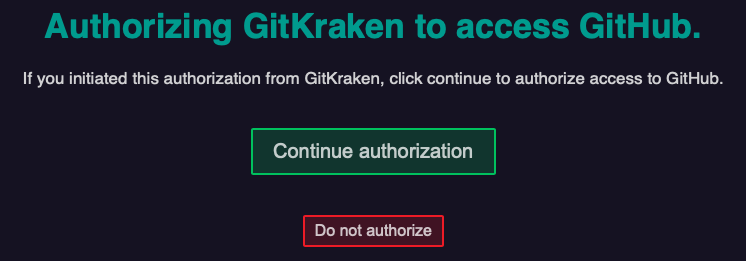 Authorizing GitKraken to access GitHub.
If you initiated this authorization from GitKraken, click continue to authorize access to GitHub.
Continue authorization
Do not authorize